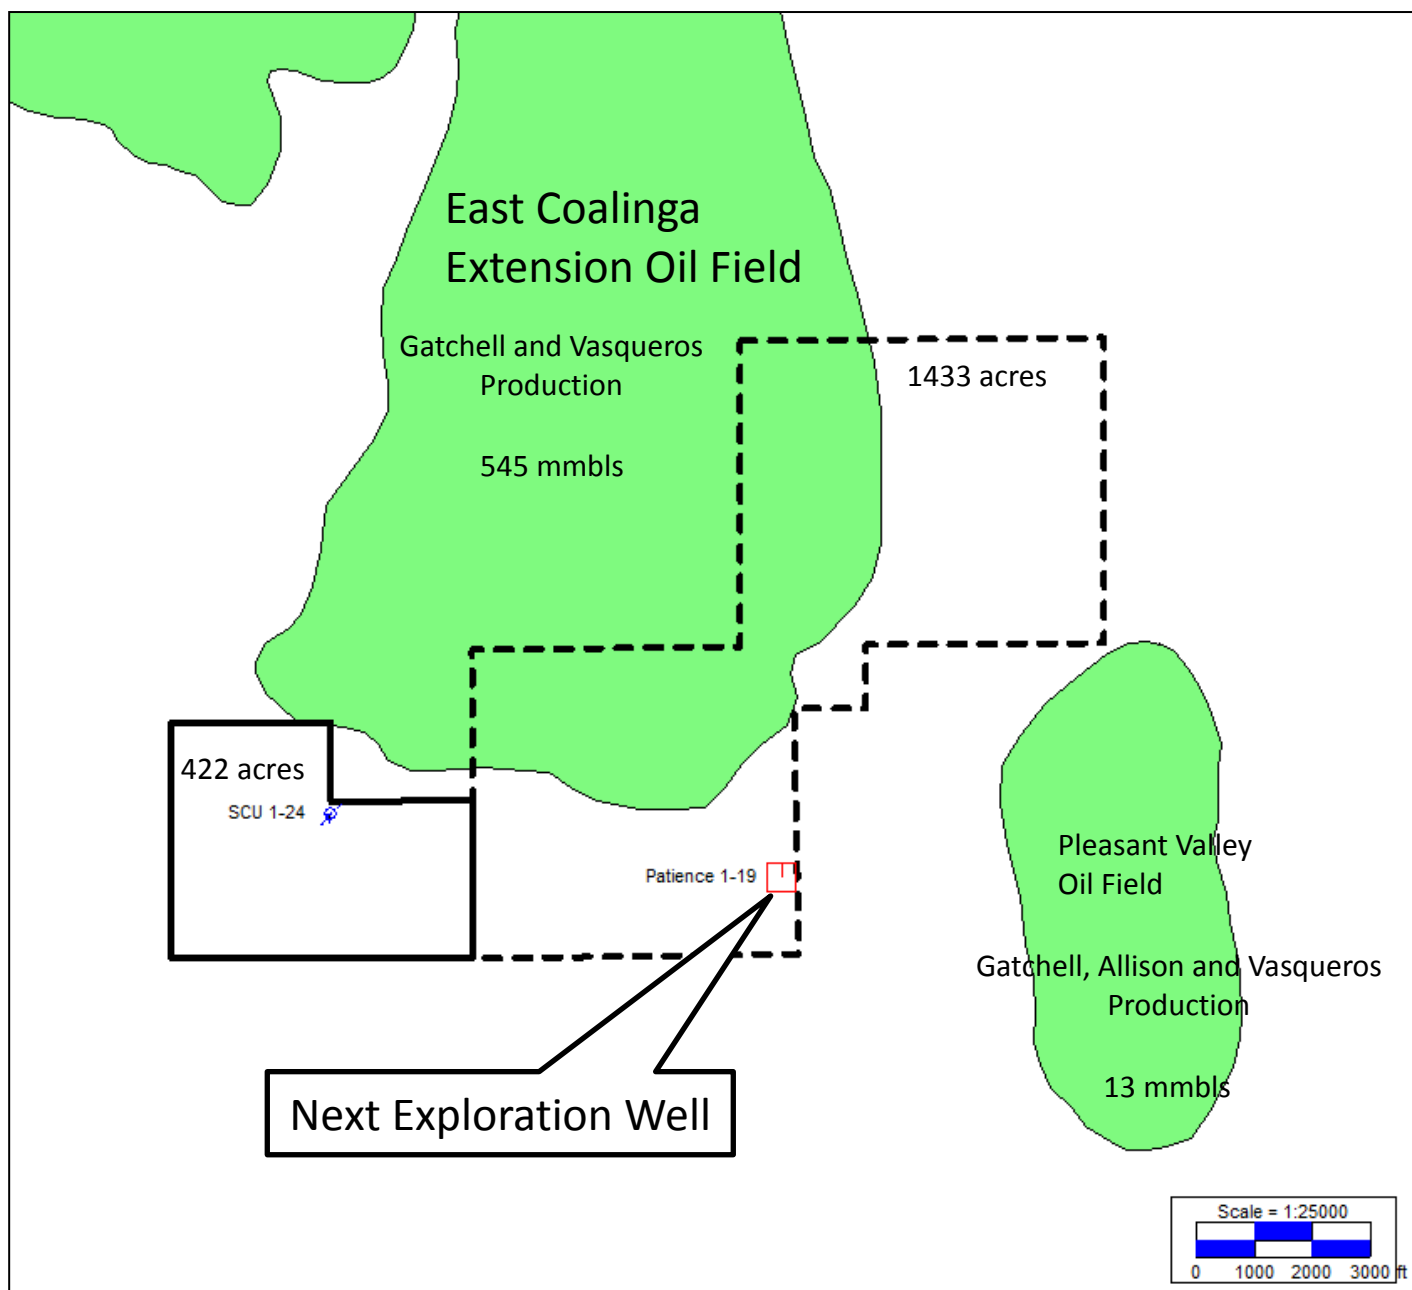 East Coalinga
Extension Oil Field
Gatchell and Vasqueros
Production
545 mmbls
1433 acres
422 acres
SCU 1-24
Patience 1-19
Pleasant Valley
Oil Field
Gatchell, Allison and Vasqueros
Production
13 mmbls
Next Exploration Well
Scale = 1:25000
0 1000 2000 3000 ft